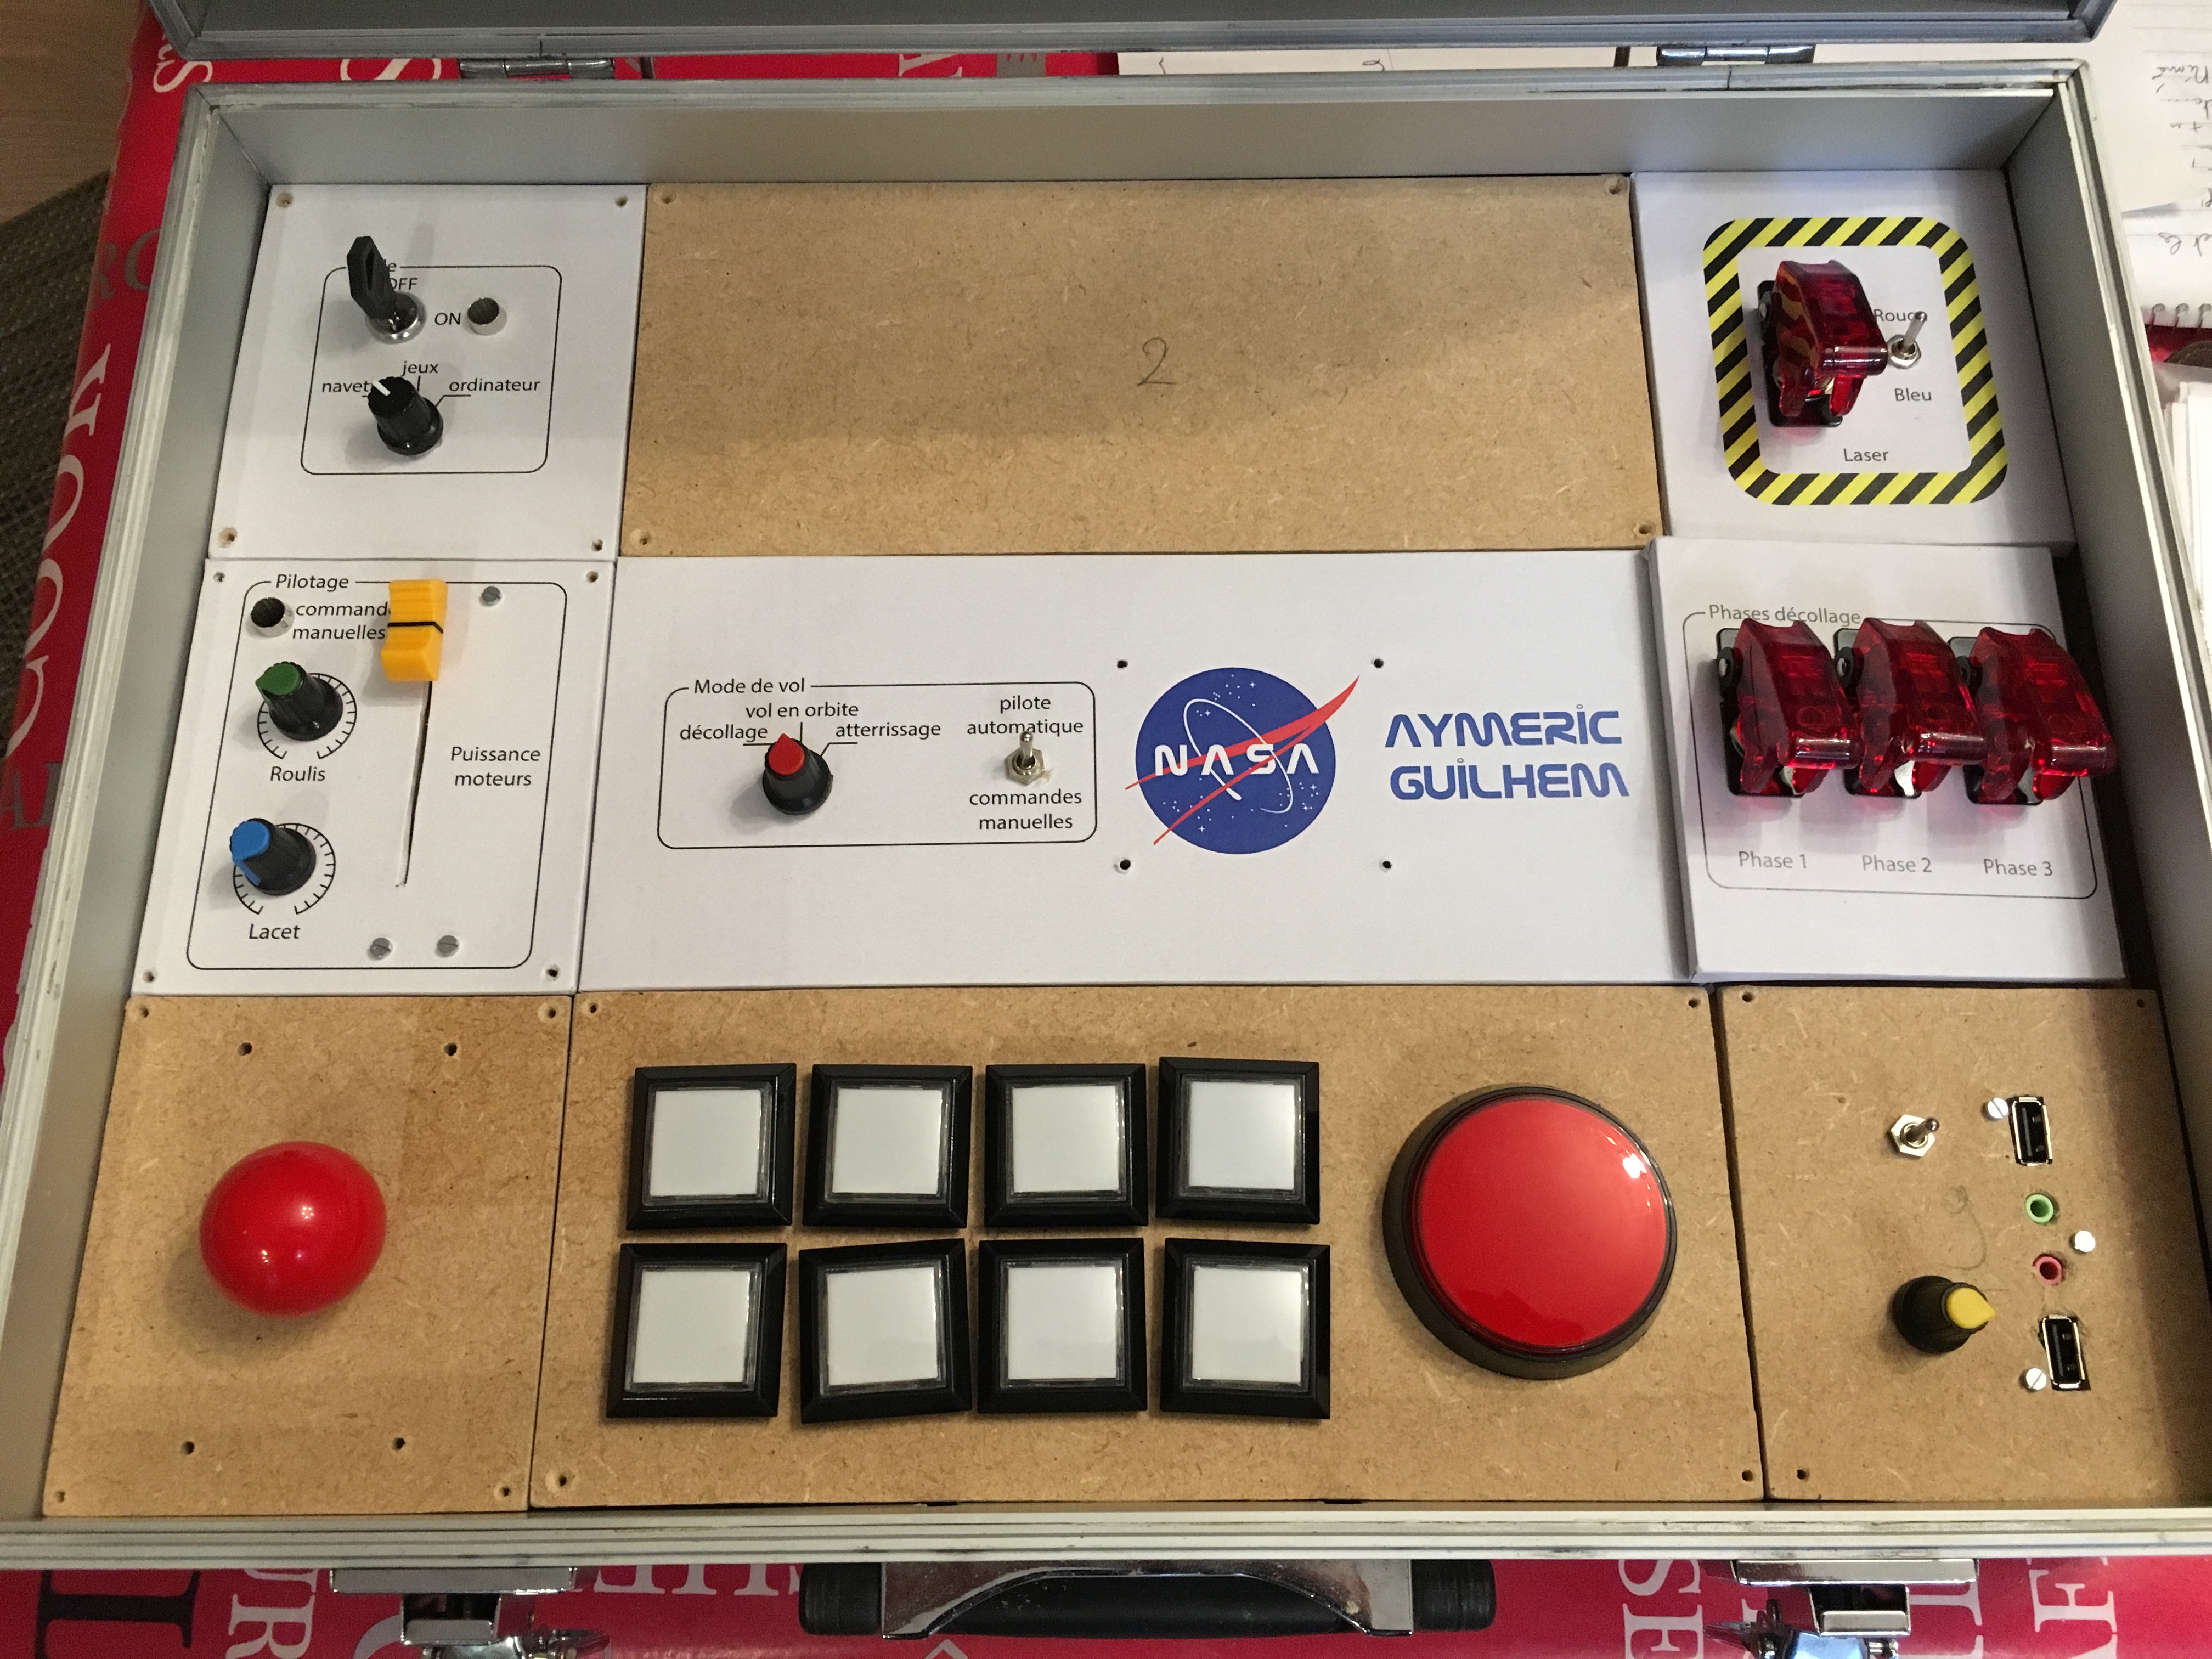 OFF
ON
navette
jeux
ordinateur
Pilotage
commandes
manuelles
Roulis
Lacet
Puissance
moteurs
2
Mode de vol
vol en orbite
décollage
atterrissage
pilote
automatique
commandes
manuelles
NASA
AYMERIC
GUILHEM
Rouge
Bleu
Laser
Phases décollage
Phase 1
Phase 2
Phase 3
COOK